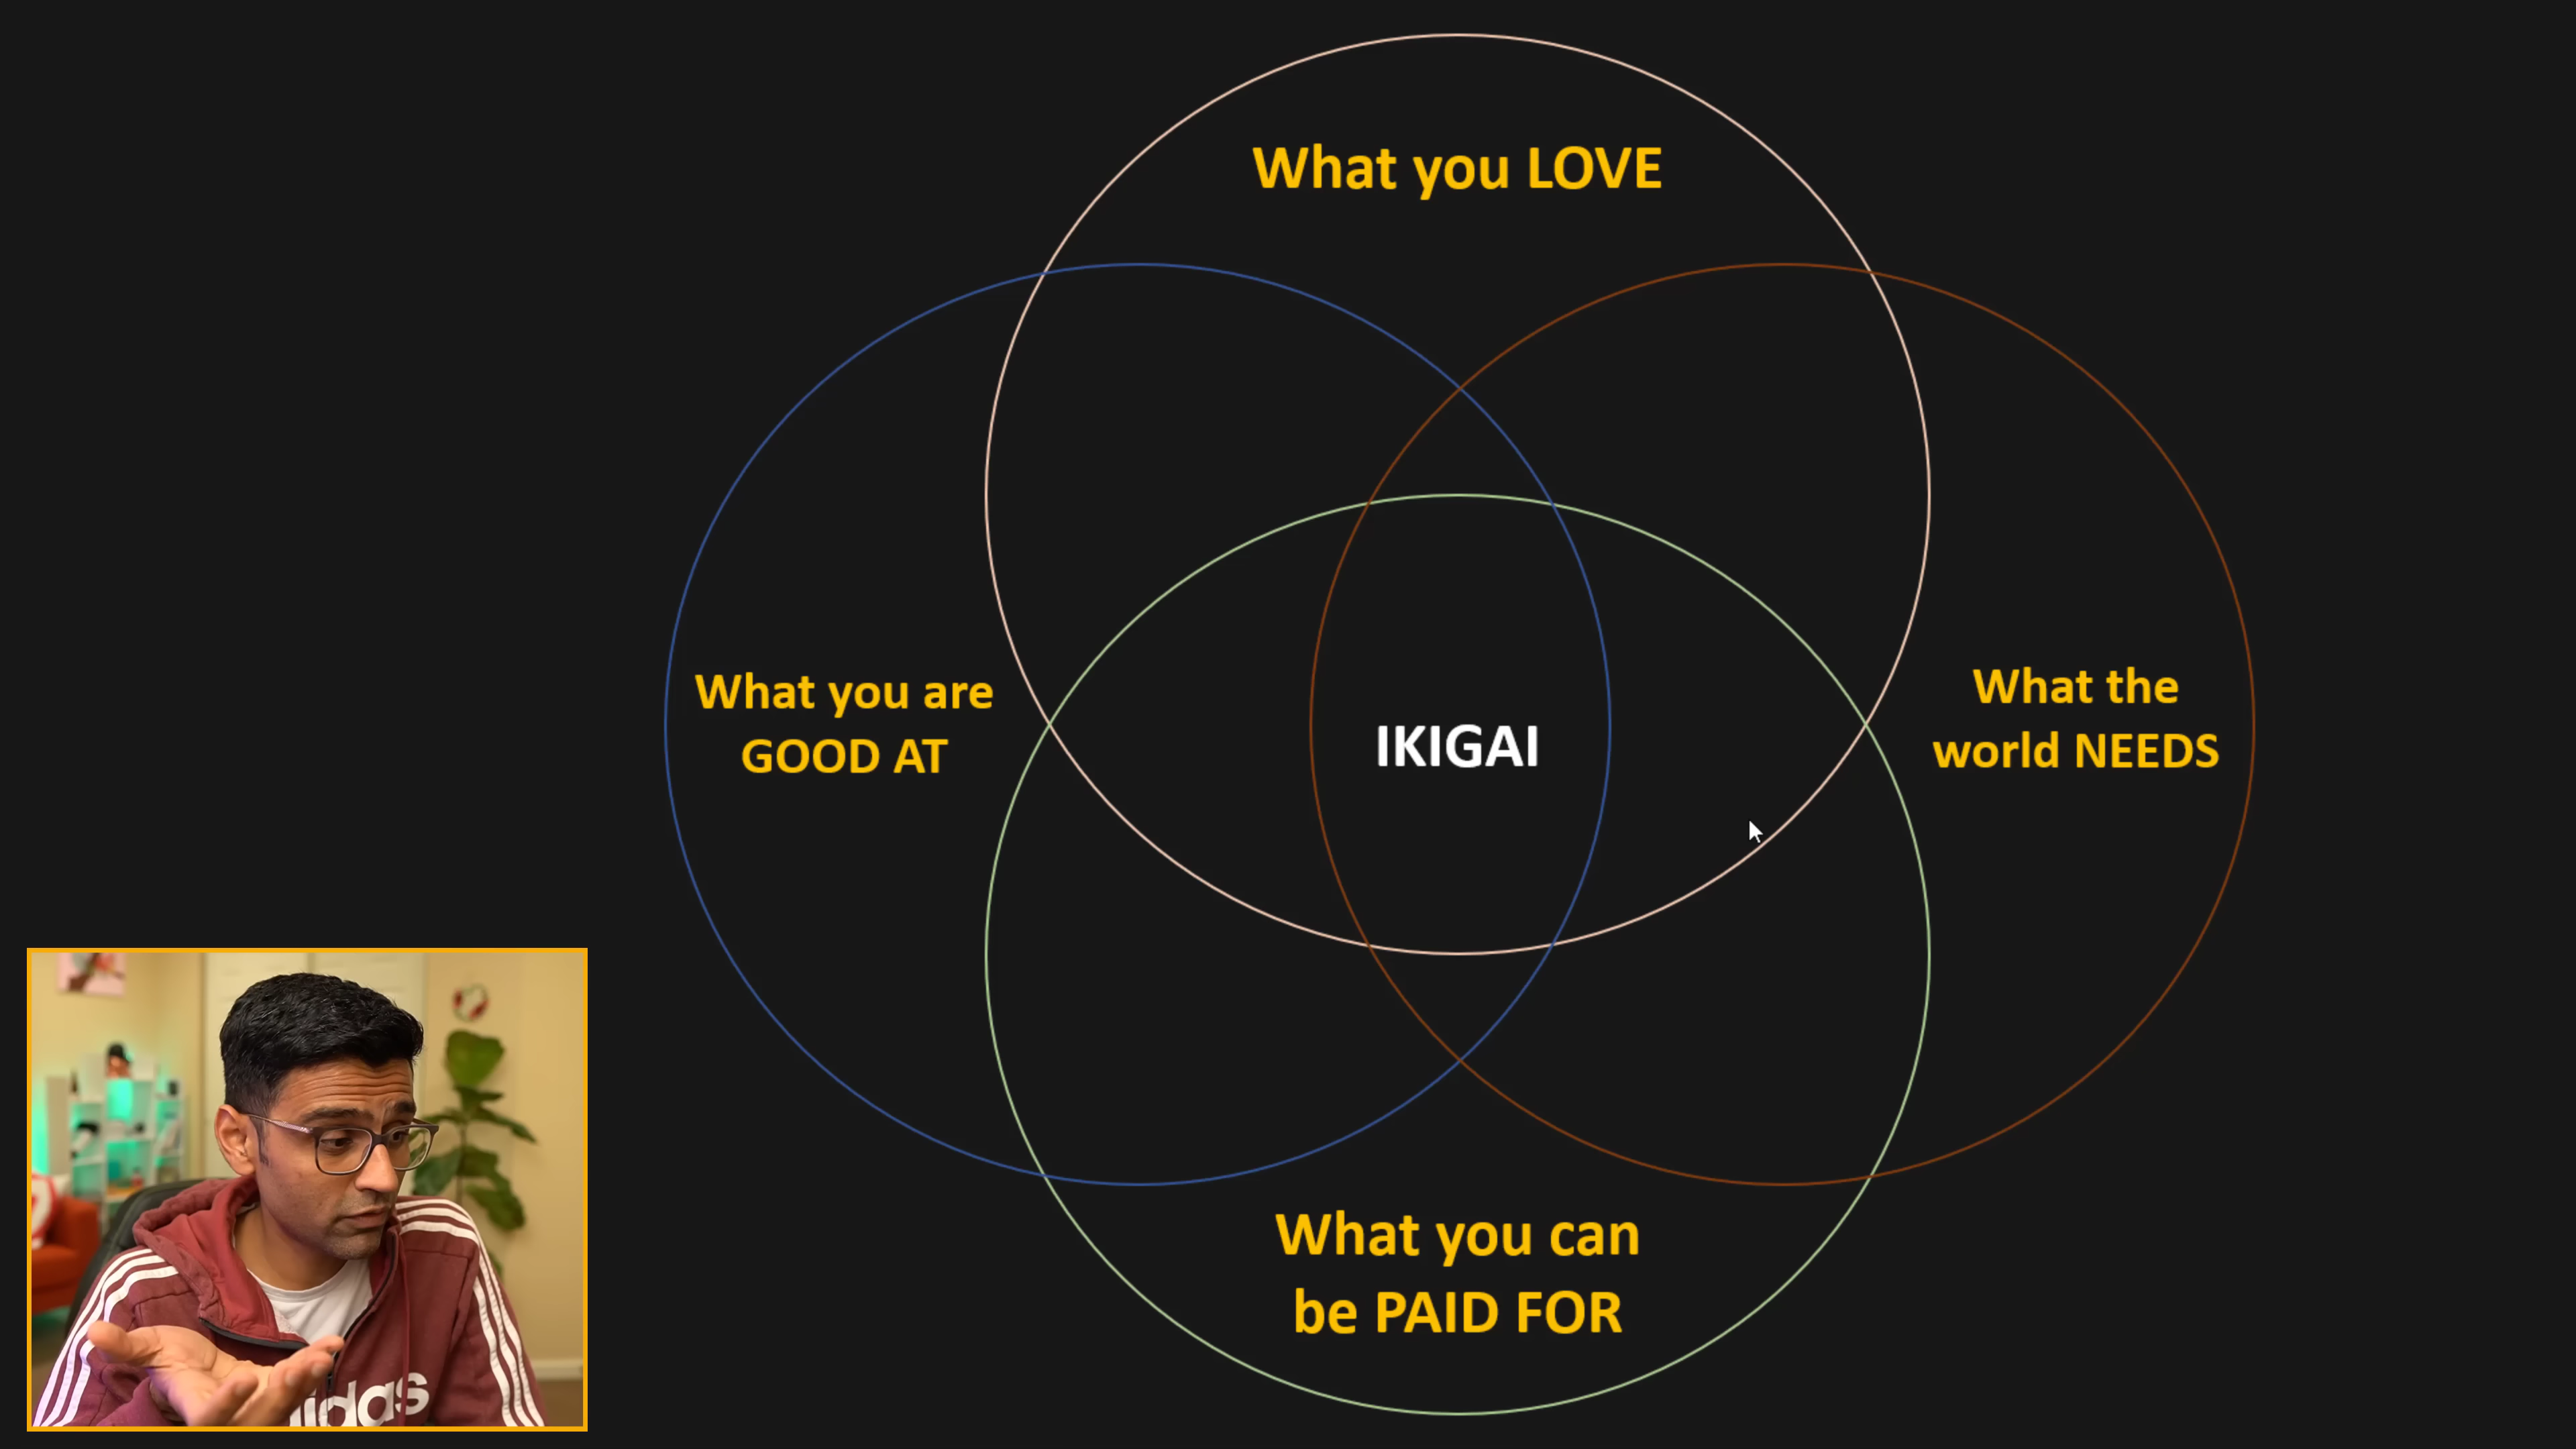 What you LOVE
What you are
GOOD AT
IKIGAI
What the
world NEEDS
What you can
be PAID FOR
adidas